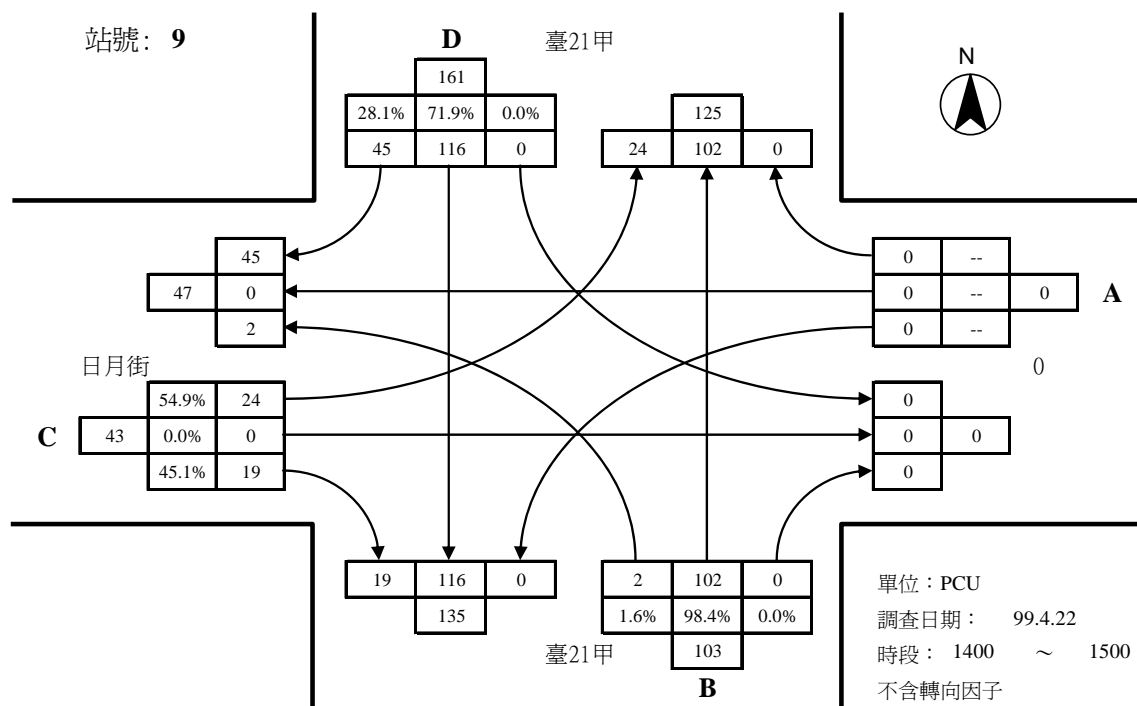 站號: 9
D 臺21甲
N
161
28.1% 71.9% 0.0%
45 116 0
125
24 102 0
45
47 0
2
0 --
0 -- 0 A
0 --
日月街
0
54.9% 24
C 43 0.0% 0
45.1% 19
0
0 0
0
19 116 0
135
2 102 0
1.6% 98.4% 0.0%
103
臺21甲
B
單位：PCU
調查日期： 99.4.22
時段： 1400 ～ 1500
不含轉向因子